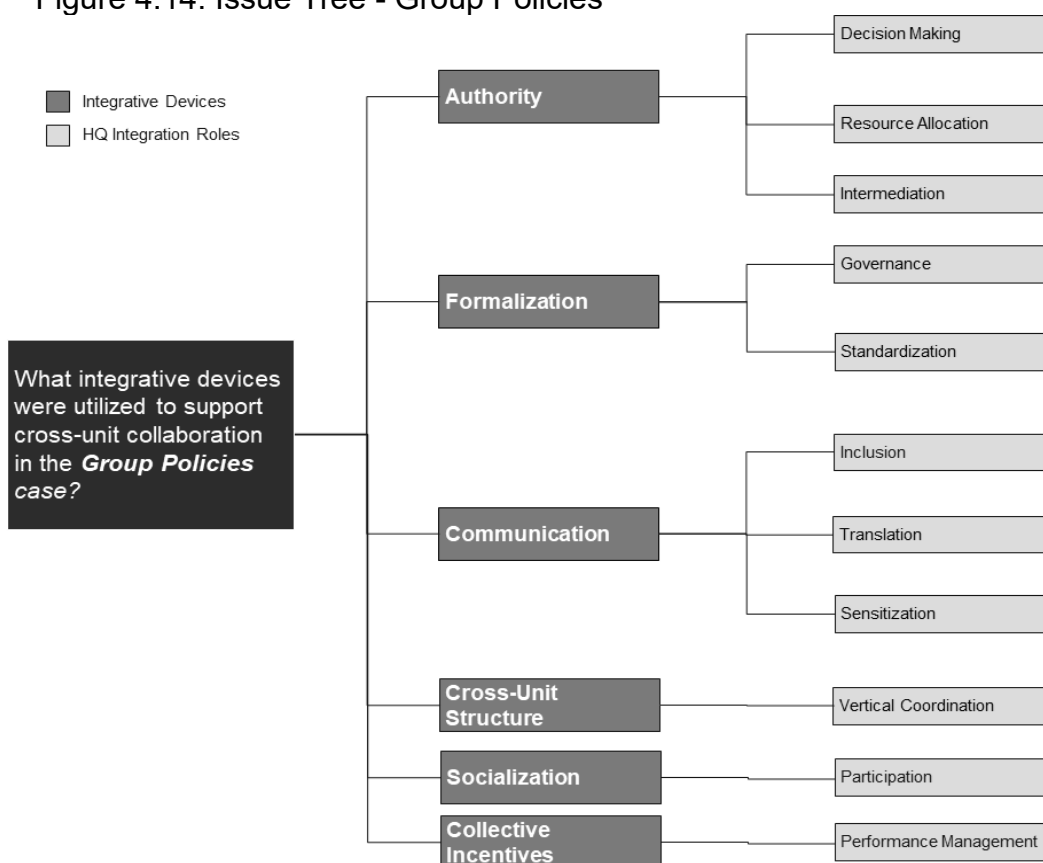 Figure 4.14: Issue Tree - Group Policies
Integrative Devices
HQ Integration Roles
What integrative devices
were utilized to support
cross-unit collaboration
in the Group Policies
case?
Authority
Decision Making
Resource Allocation
Intermediation
Formalization
Governance
Standardization
Communication
Inclusion
Translation
Sensitization
Cross-Unit
Structure
Vertical Coordination
Socialization
Participation
Collective
Incentives
Performance Management